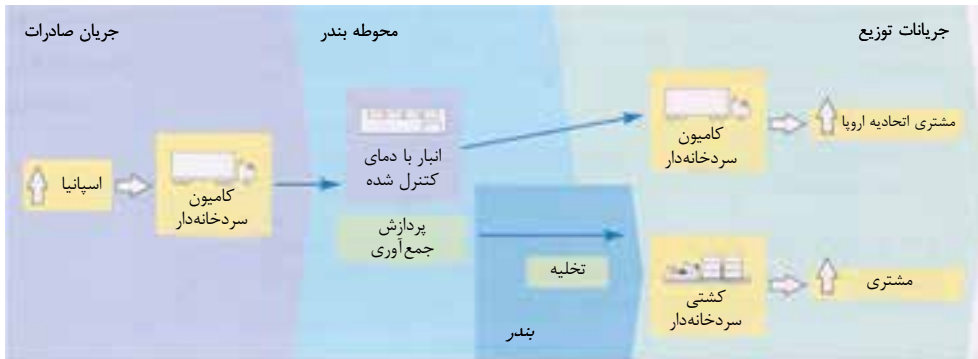 جریان صادرات
محوطه بندر
جریانات توزیع
اسپانیا
کامیون
سردخانه‌دار
انبار با دمای
کنترل شده
پردازش
جمع‌آوری
تخلیه
بندر
کامیون
سردخانه‌دار
مشتری اتحادیه اروپا
کشتی
سردخانه‌دار
مشتری